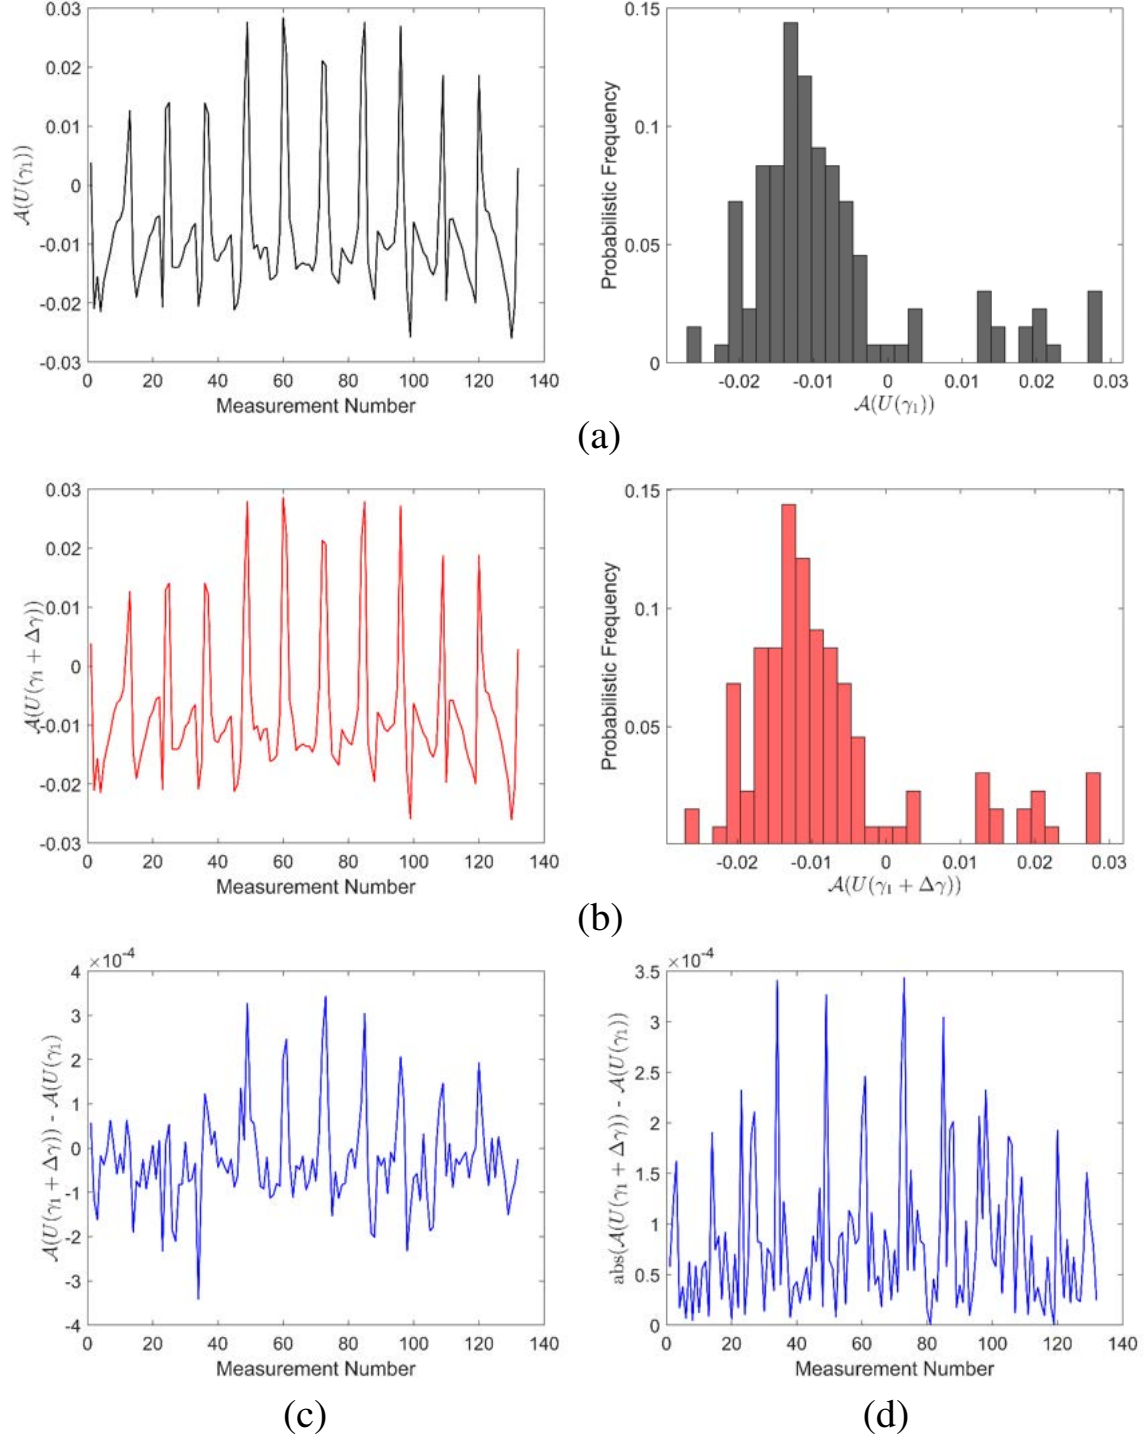 0.03
0.02
0.01
0
-0.01
-0.02
-0.03
0 20 40 60 80 100 120 140
Measurement Number
𝒜(U(γ₁))
0.15
0.1
0.05
0
-0.02 -0.01 0 0.01 0.02 0.03
𝒜(U(γ₁))
Probabilistic Frequency
(a)
0.03
0.02
0.01
0
-0.01
-0.02
-0.03
0 20 40 60 80 100 120 140
Measurement Number
𝒜(U(γ₁ + Δγ))
0.15
0.1
0.05
-0.02 -0.01 0 0.01 0.02 0.03
𝒜(U(γ₁ + Δγ))
Probabilistic Frequency
(b)
×10⁻⁴
4
3
2
1
0
-1
-2
-3
-4
0 20 40 60 80 100 120 140
Measurement Number
𝒜(U(γ₁ + Δγ)) - 𝒜(U(γ₁)
×10⁻⁴
3.5
3
2.5
2
1.5
1
0.5
0
0 20 40 60 80 100 120 140
Measurement Number
abs(𝒜(U(γ₁ + Δγ)) - 𝒜(U(γ₁))
(c)
(d)